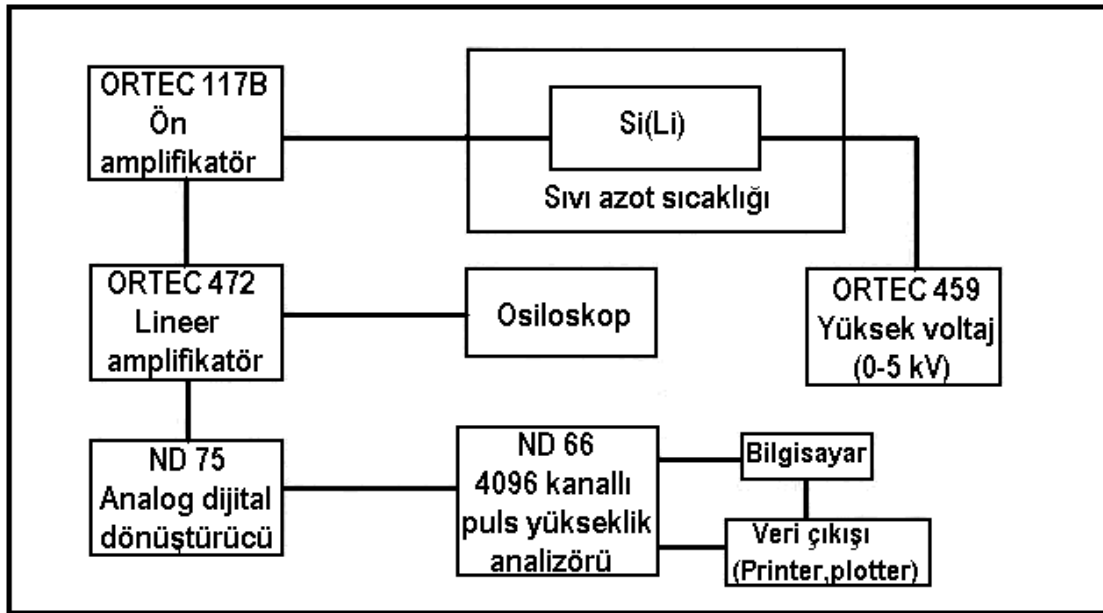 ORTEC 117B
Ön
amplifikatör
Si(Li)
Sıvı azot sıcaklığı
ORTEC 472
Lineer
amplifikatör
Osiloskop
ORTEC 459
Yüksek voltaj
(0-5 kV)
ND 75
Analog dijital
dönüştürücü
ND 66
4096 kanallı
puls yükseklik
analizörü
Bilgisayar
Veri çıkışı
(Printer,plotter)